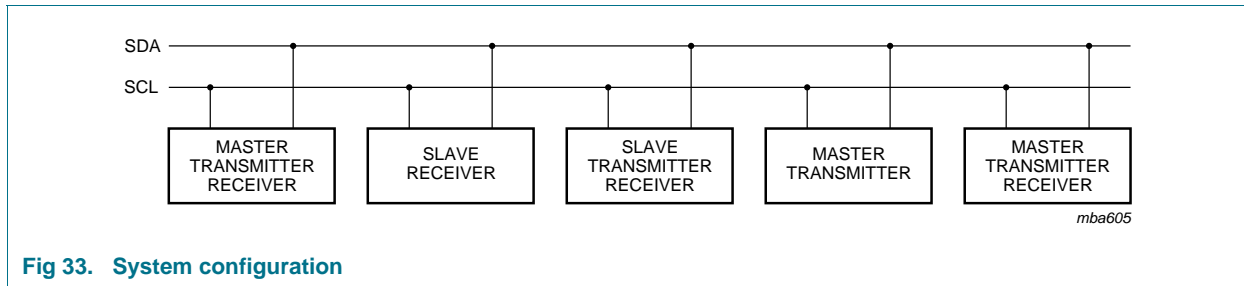 SDA
SCL
MASTER
TRANSMITTER
RECEIVER
SLAVE
RECEIVER
SLAVE
TRANSMITTER
RECEIVER
MASTER
TRANSMITTER
MASTER
TRANSMITTER
RECEIVER
mba605
Fig 33. System configuration